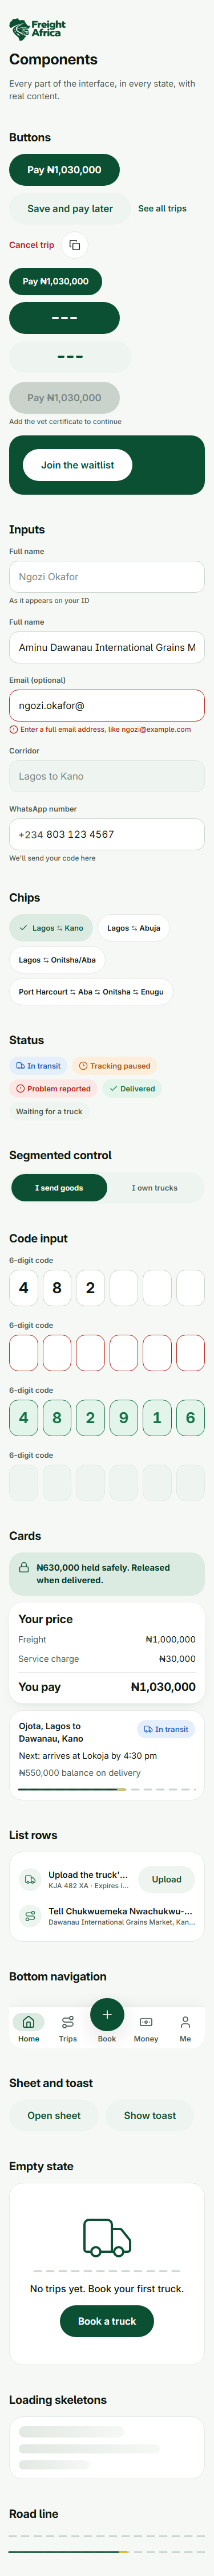 Freight
Africa
Components
Every part of the interface, in every state, with
real content.
Buttons
Pay ₦1,030,000
Save and pay later
See all trips
Cancel trip
Pay ₦1,030,000
Pay ₦1,030,000
Add the vet certificate to continue
Join the waitlist
Inputs
Full name
Ngozi Okafor
As it appears on your ID
Full name
Aminu Dawanau International Grains M
Email (optional)
ngozi.okafor@
Enter a full email address, like ngozi@example.com
Corridor
Lagos to Kano
WhatsApp number
+234 803 123 4567
We'll send your code here
Chips
Lagos ⇆ Kano
Lagos ⇆ Abuja
Lagos ⇆ Onitsha/Aba
Port Harcourt ⇆ Aba ⇆ Onitsha ⇆ Enugu
Status
In transit
Tracking paused
Problem reported
Delivered
Waiting for a truck
Segmented control
I send goods
I own trucks
Code input
6-digit code
4 8 2
6-digit code
6-digit code
4 8 2 9 1 6
6-digit code
Cards
₦630,000 held safely. Released
when delivered.
Your price
Freight ₦1,000,000
Service charge ₦30,000
You pay ₦1,030,000
Ojota, Lagos to
Dawanau, Kano
In transit
Next: arrives at Lokoja by 4:30 pm
₦550,000 balance on delivery
List rows
Upload the truck'...
KJA 482 XA · Expires i...
Upload
Tell Chukwuemeka Nwachukwu-...
Dawanau International Grains Market, Kan...
Bottom navigation
Home
Trips
Book
Money
Me
Sheet and toast
Open sheet
Show toast
Empty state
No trips yet. Book your first truck.
Book a truck
Loading skeletons
Road line